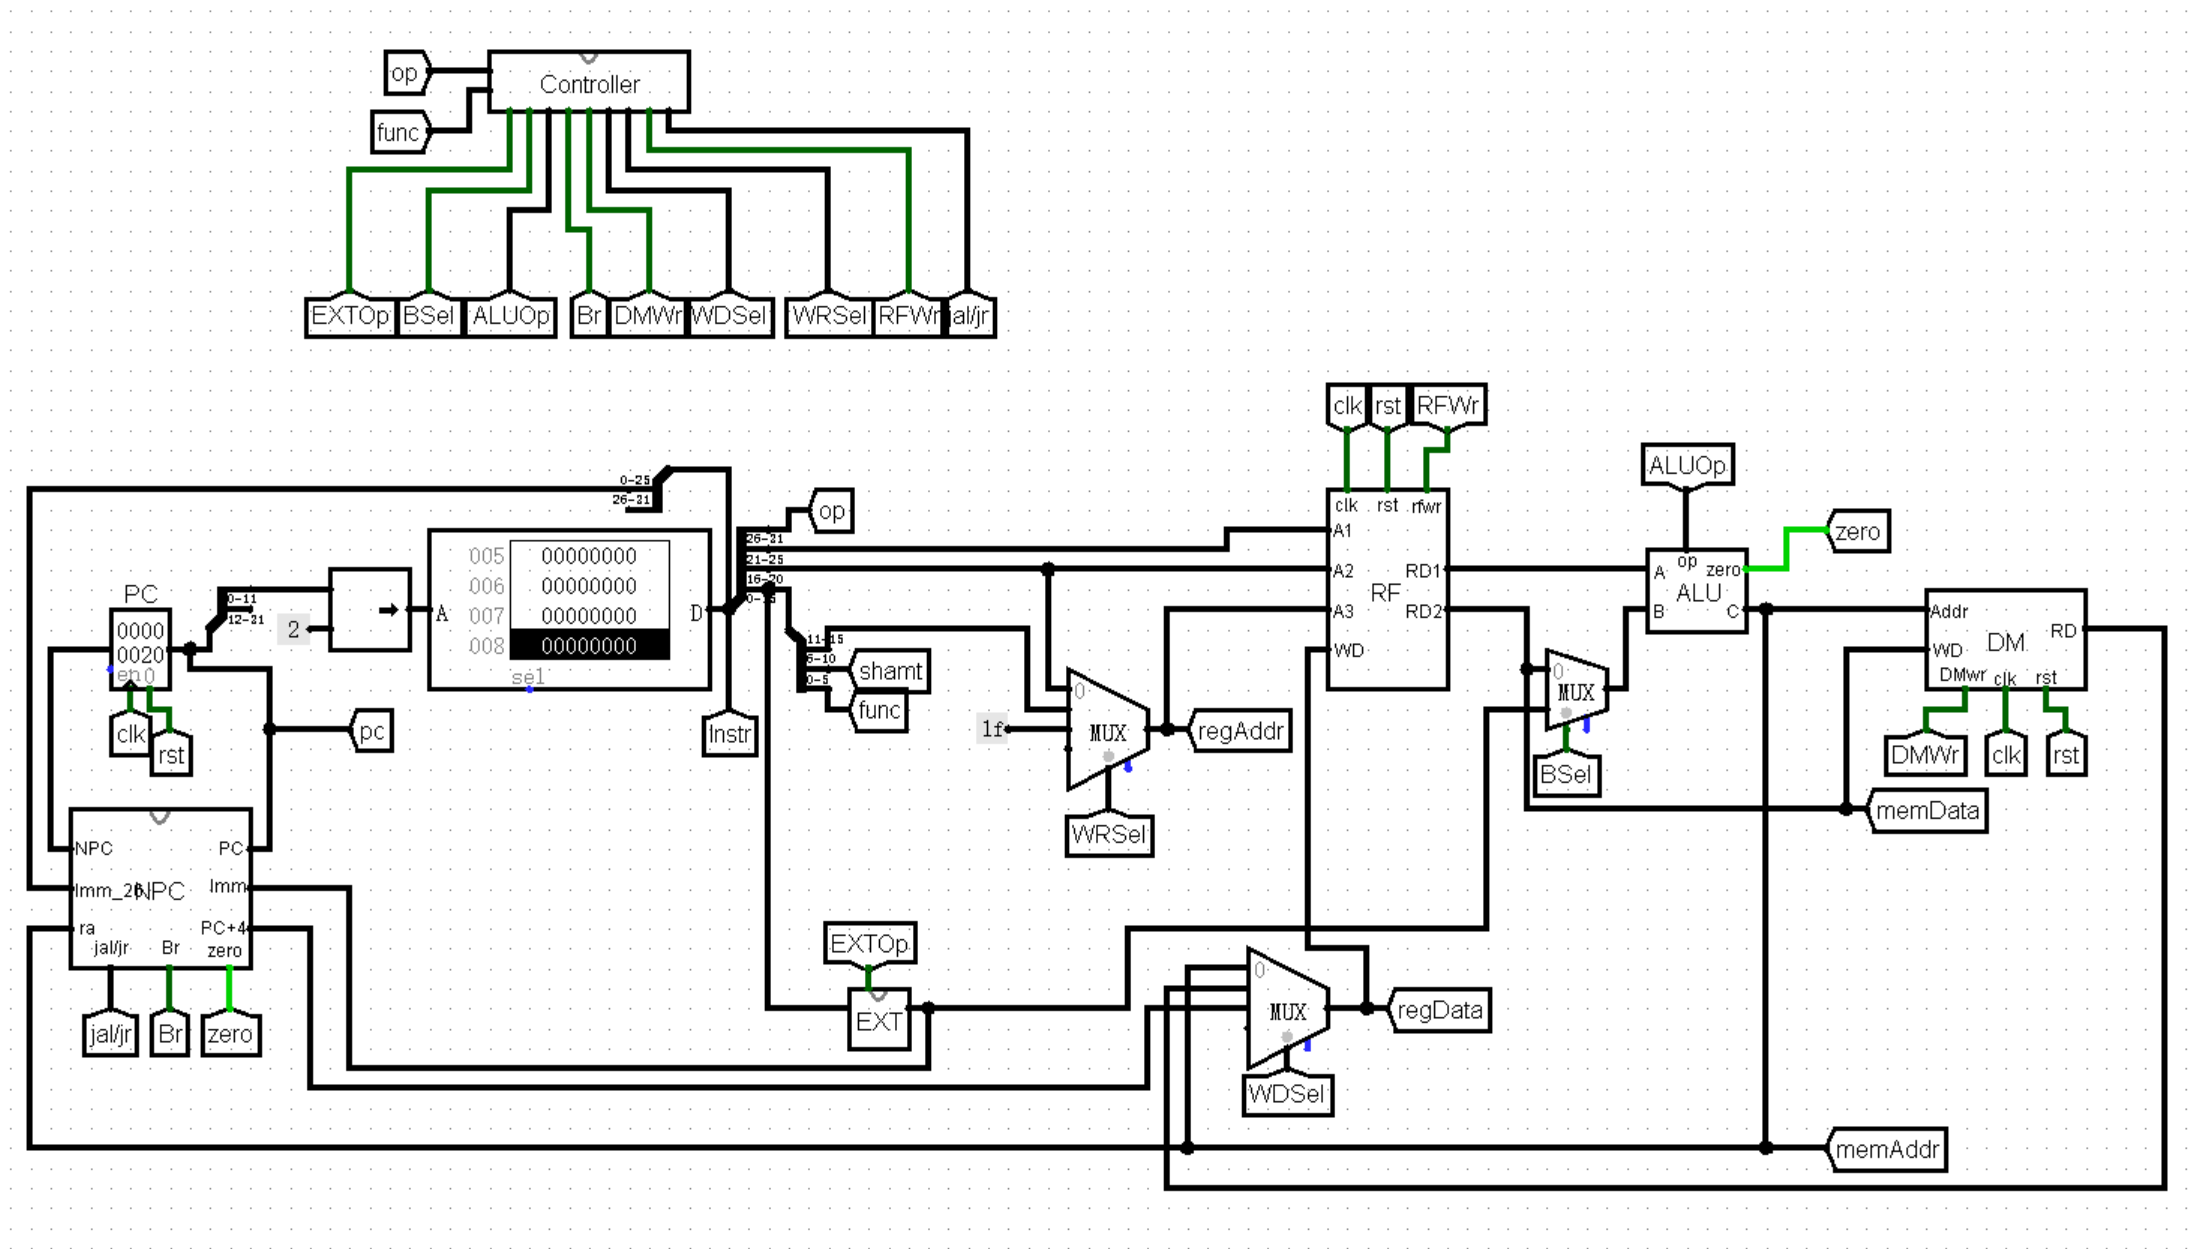 op
Controller
func
EXTOp
BSel
ALUOp
Br
DMWr
WDSel
WRSel
RFWr
jal/jr
clk
rst
RFWr
ALUOp
0-25
26-31
op
clk
rst
rfwr
zero
A1
26-31
21-25
16-20
0-15
005 00000000
006 00000000
007 00000000
008 00000000
A
D
sel
PC
0000
0020
en
0
0-11
12-31
2
clk
rst
pc
Instr
11-15
6-10
0-5
shamt
func
0
1f
MUX
regAddr
WRSel
A2
A3
WD
RD1
RD2
RF
0
MUX
BSel
op
A
zero
ALU
B
C
Addr
WD
RD
DM
DMwr
clk
rst
DMWr
clk
rst
memData
NPC
PC
Imm_26
NPC
Imm
ra
PC+4
jal/jr
Br
zero
jal/jr
Br
zero
EXTOp
EXT
0
MUX
regData
WDSel
memAddr